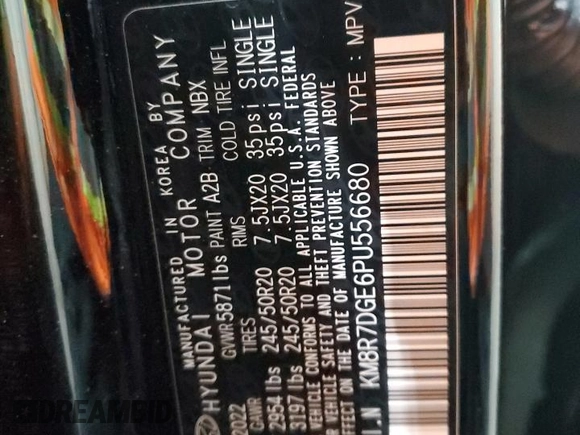 MANUFACTURED IN KOREA BY
HYUNDAI MOTOR COMPANY
2022 GVWR 5871 lbs PAINT A2B TRIM NBX
GAWR TIRES RIMS COLD TIRE INFL
2954 lbs 245/50R20 7.5JX20 35psi SINGLE
3197 lbs 245/50R20 7.5JX20 35psi SINGLE
VEHICLE CONFORMS TO ALL APPLICABLE U.S.A. FEDERAL
VEHICLE SAFETY AND THEFT PREVENTION STANDARDS
EFFECT ON THE DATE OF MANUFACTURE SHOWN ABOVE
I.N KM8R7DGE6PU556680 TYPE : MPV
DREAMBID